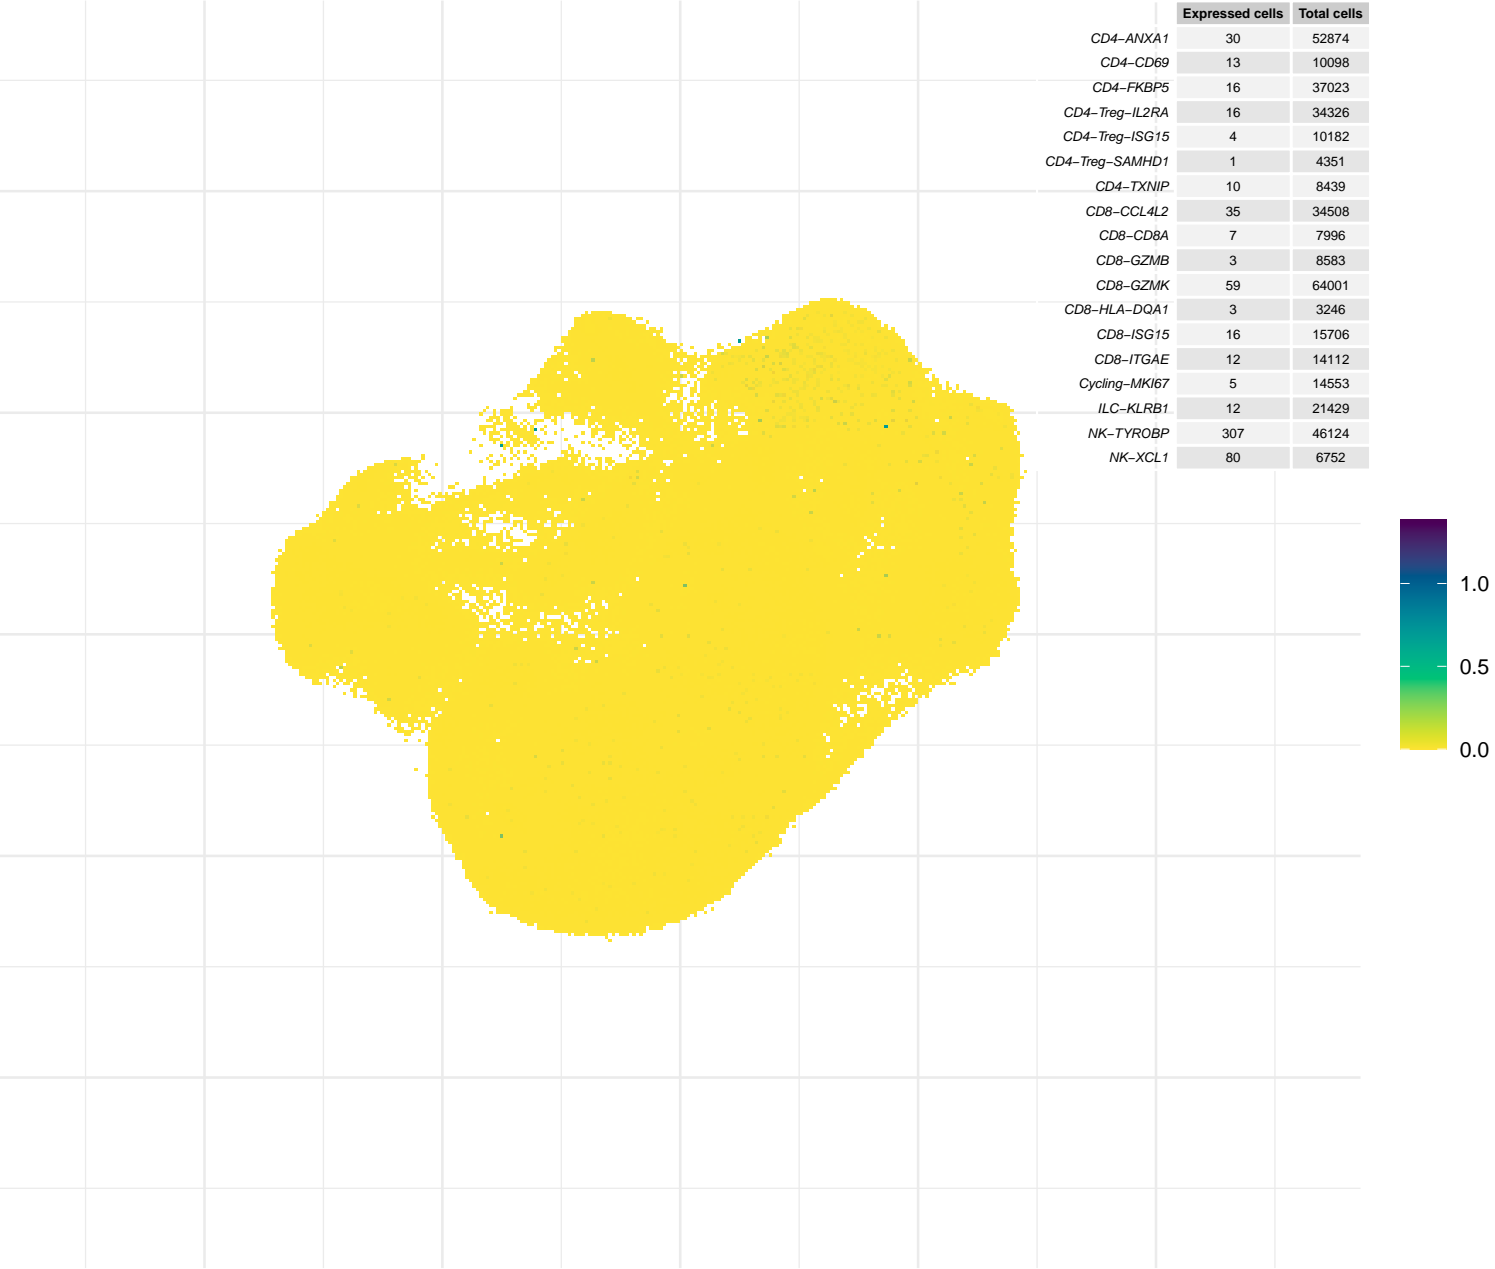 Expressed cells Total cells
CD4−ANXA1 30 52874
CD4−CD69 13 10098
CD4−FKBP5 16 37023
CD4−Treg−IL2RA 16 34326
CD4−Treg−ISG15 4 10182
CD4−Treg−SAMHD1 1 4351
CD4−TXNIP 10 8439
CD8−CCL4L2 35 34508
CD8−CD8A 7 7996
CD8−GZMB 3 8583
CD8−GZMK 59 64001
CD8−HLA−DQA1 3 3246
CD8−ISG15 16 15706
CD8−ITGAE 12 14112
Cycling−MKI67 5 14553
ILC−KLRB1 12 21429
NK−TYROBP 307 46124
NK−XCL1 80 6752
1.0
0.5
0.0